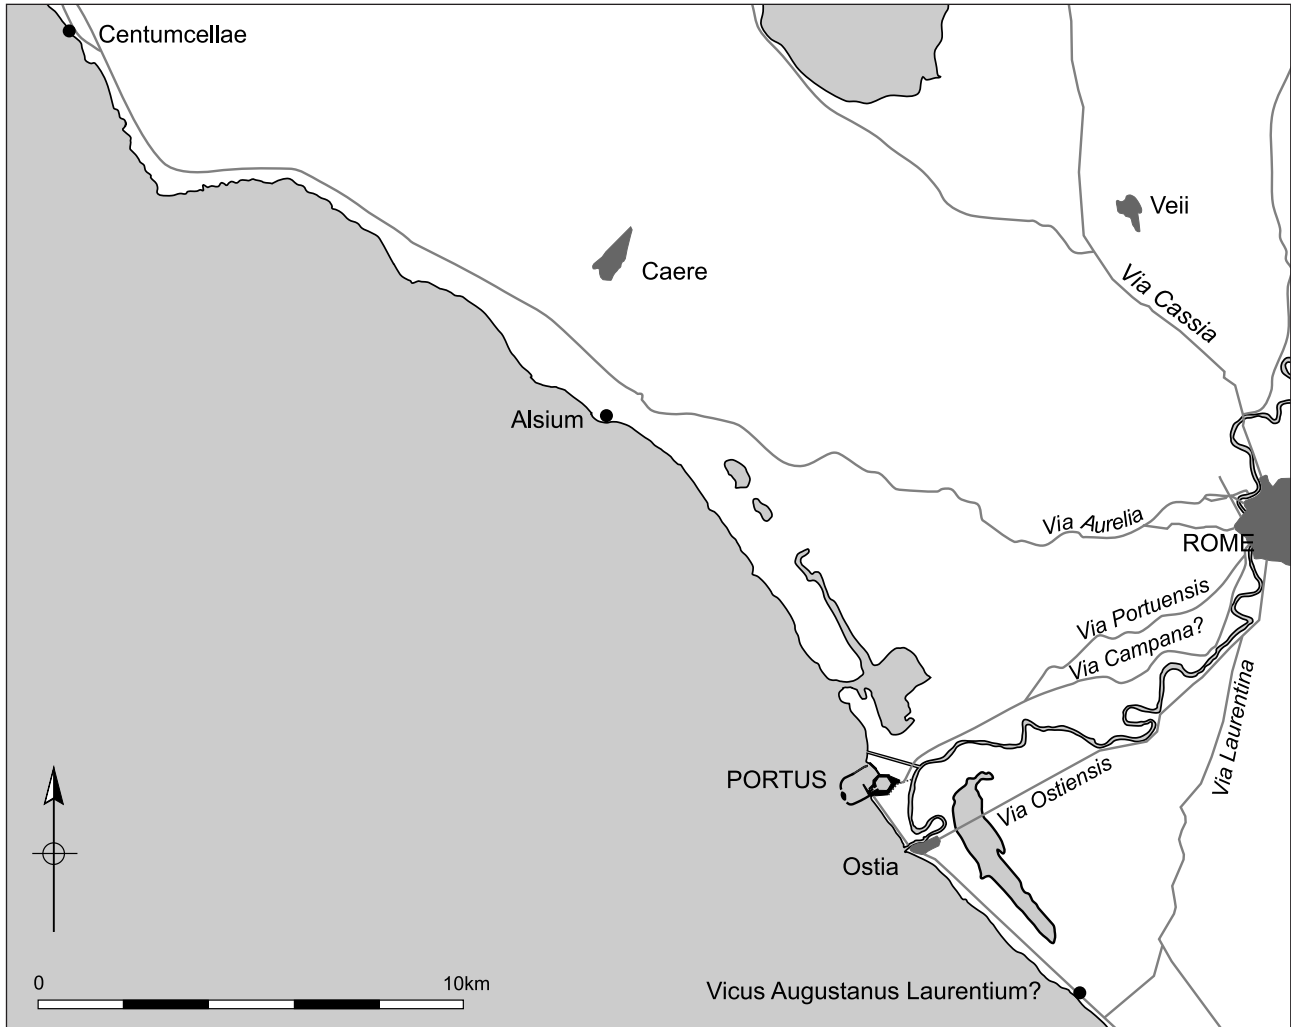 Centumcellae
Veii
Caere
Via Cassia
Alsium
Via Aurelia
ROME
Via Portuensis
Via Campana?
Via Laurentina
PORTUS
Via Ostiensis
Ostia
0 10km
Vicus Augustanus Laurentium?